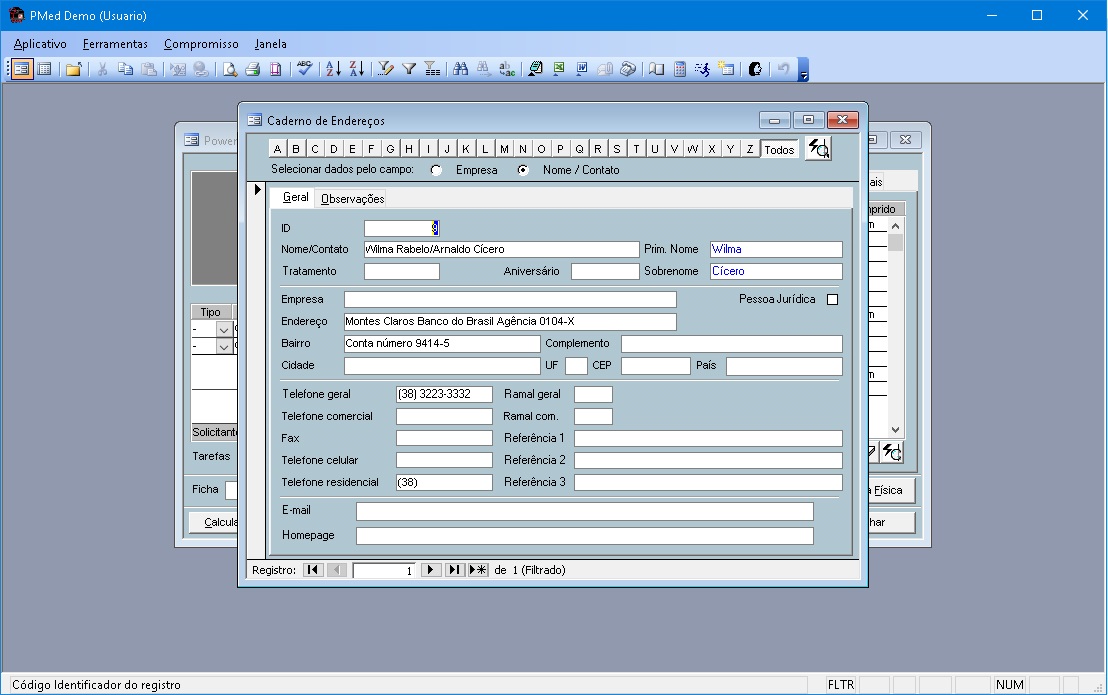 PMed Demo (Usuario)
Aplicativo Ferramentas Compromisso Janela
Caderno de Endereços
Power
A B C D E F G H I J K L M N O P Q R S T U V W X Y Z Todos
Selecionar dados pelo campo: Empresa Nome / Contato
Geral Observações
ais
ID 9
Nome/Contato Wilma Rabelo/Arnaldo Cícero Prim. Nome Wilma
Tratamento Aniversário Sobrenome Cícero
Empresa Pessoa Jurídica
Endereço Montes Claros Banco do Brasil Agência 0104-X
Bairro Conta número 9414-5 Complemento
Cidade UF CEP País
Telefone geral (38) 3223-3332 Ramal geral
Telefone comercial Ramal com.
Fax Referência 1
Telefone celular Referência 2
Telefone residencial (38) Referência 3
E-mail
Homepage
Registro: 1 de 1 (Filtrado)
Tipo
-
-
Solicitant
Tarefas
Ficha
Calcula
mprido
a Física
har
Código Identificador do registro FLTR NUM